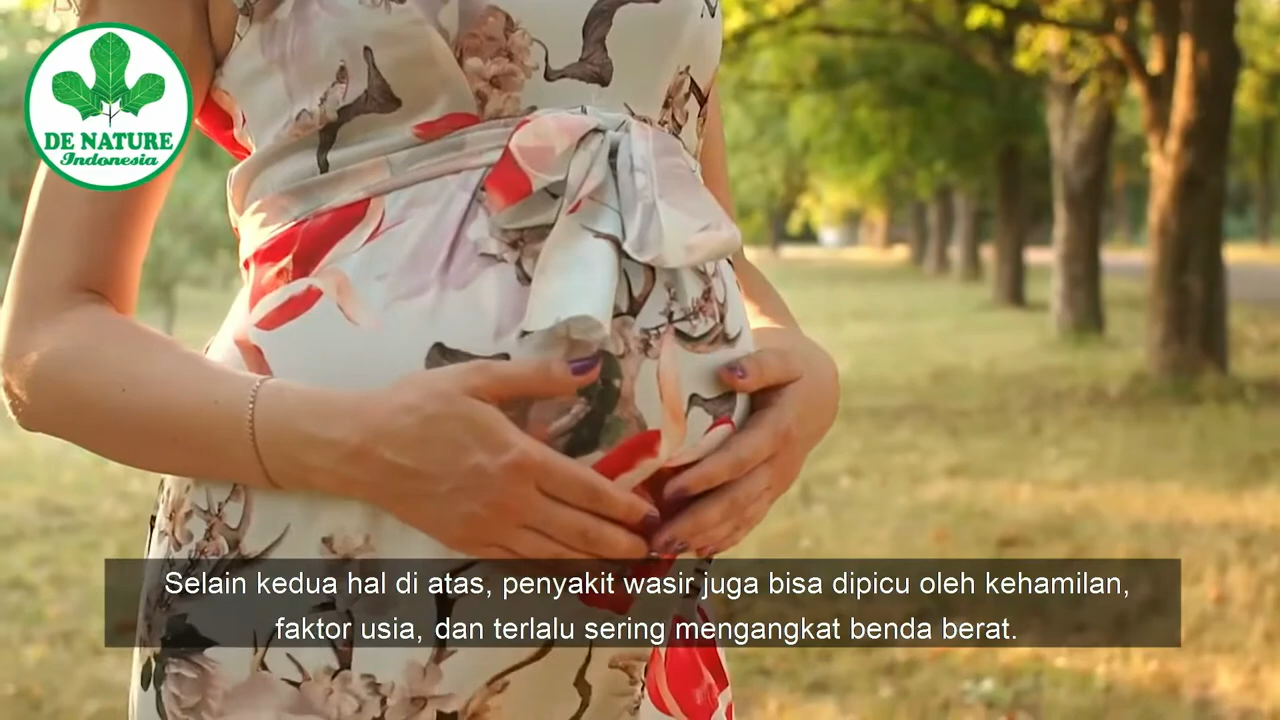 DE NATURE
Indonesia
Selain kedua hal di atas, penyakit wasir juga bisa dipicu oleh kehamilan,
faktor usia, dan terlalu sering mengangkat benda berat.